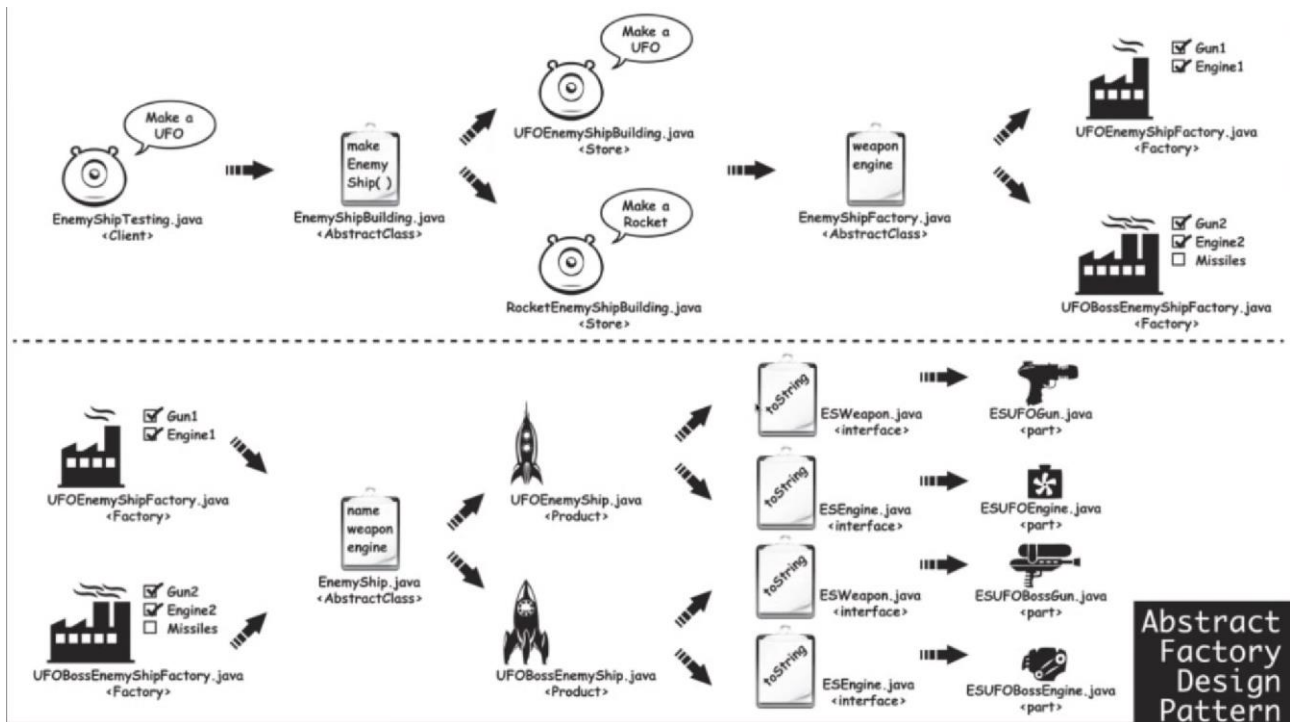 Make a
UFO
EnemyShipTesting.java
<Client>
make
Enemy
Ship( )
EnemyShipBuilding.java
<AbstractClass>
Make a
UFO
UFOEnemyShipBuilding.java
<Store>
Make a
Rocket
RocketEnemyShipBuilding.java
<Store>
weapon
engine
EnemyShipFactory.java
<AbstractClass>
Gun1
Engine1
UFOEnemyShipFactory.java
<Factory>
Gun2
Engine2
Missiles
UFOBossEnemyShipFactory.java
<Factory>
Gun1
Engine1
UFOEnemyShipFactory.java
<Factory>
Gun2
Engine2
Missiles
UFOBossEnemyShipFactory.java
<Factory>
name
weapon
engine
EnemyShip.java
<AbstractClass>
UFOEnemyShip.java
<Product>
UFOBossEnemyShip.java
<Product>
toString
ESWeapon.java
<interface>
ESUFOGun.java
<part>
toString
ESEngine.java
<interface>
ESUFOEngine.java
<part>
toString
ESWeapon.java
<interface>
ESUFOBossGun.java
<part>
toString
ESEngine.java
<interface>
ESUFOBossEngine.java
<part>
Abstract
Factory
Design
Pattern